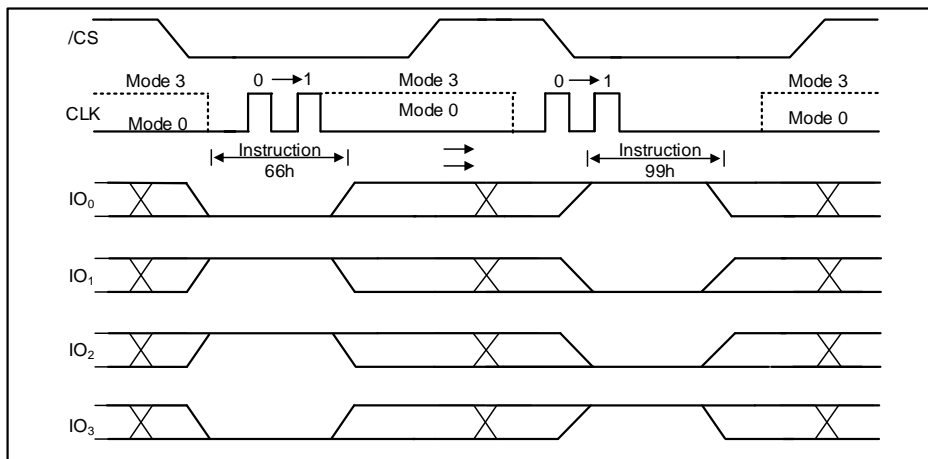 /CS
Mode 3 0 1 Mode 3 0 1 Mode 3
CLK
Mode 0 Mode 0 Mode 0
Instruction Instruction
66h 99h
IO0
IO1
IO2
IO3